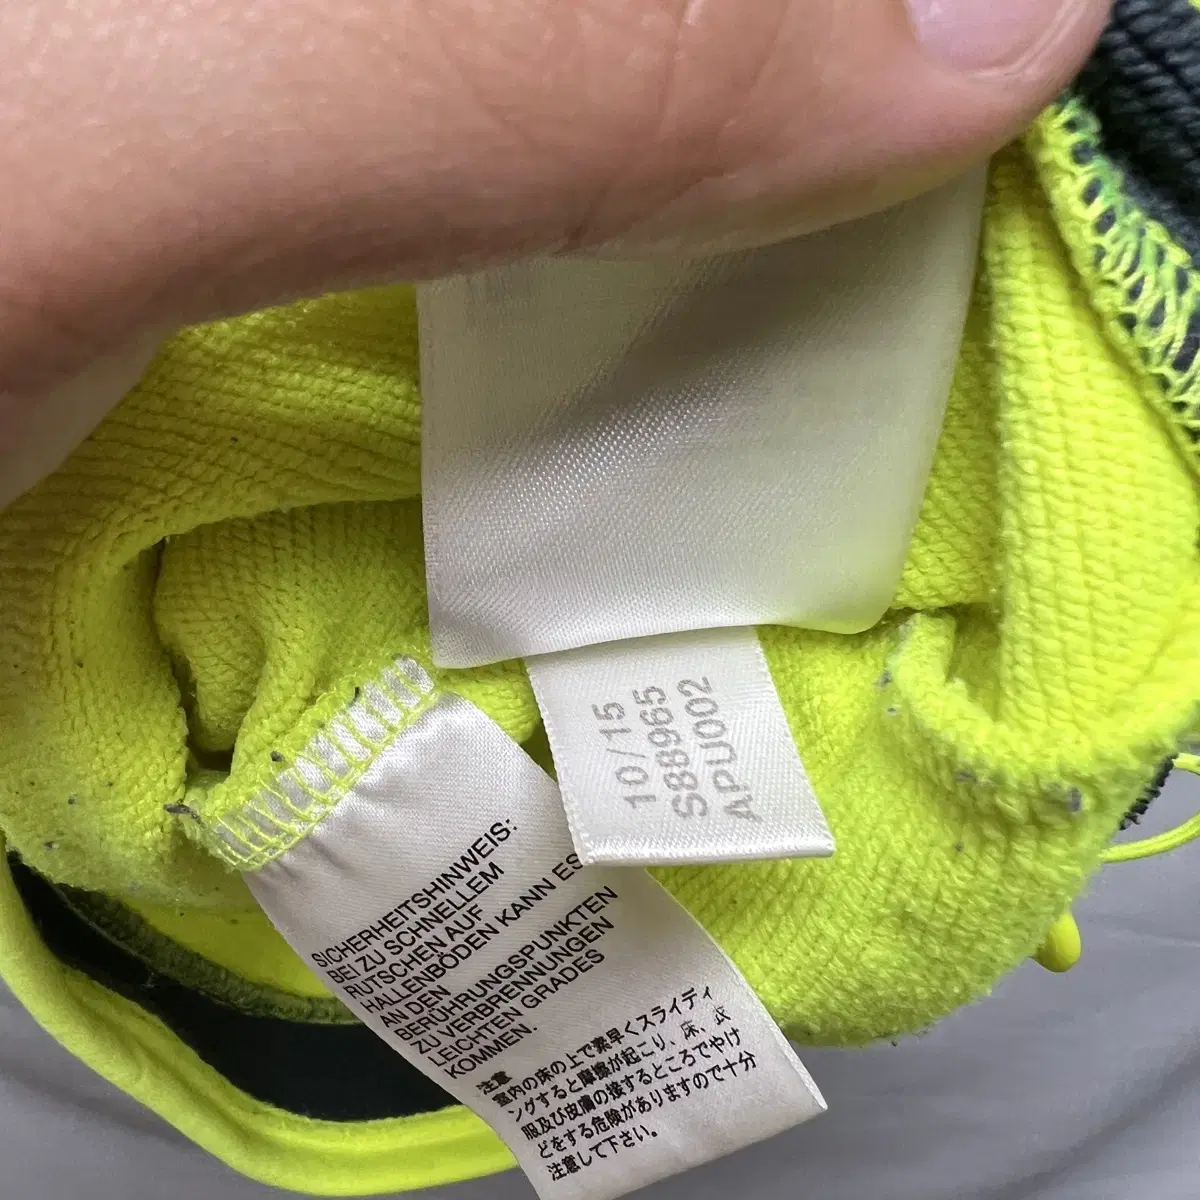 10/15
S88965
APU002
SICHERHEITSHINWEIS:
BEI ZU SCHNELLEM
RUTSCHEN AUF
HALLENBÖDEN KANN ES
AN DEN
BERÜHRUNGSPUNKTEN
ZU VERBRENNUNGEN
LEICHTEN GRADES
KOMMEN.
注意
室内の床の上で素早くスライディ
ングすると摩擦が起こり、床、衣
服及び皮膚の接するところでやけ
どをする危険がありますので十分
注意して下さい。